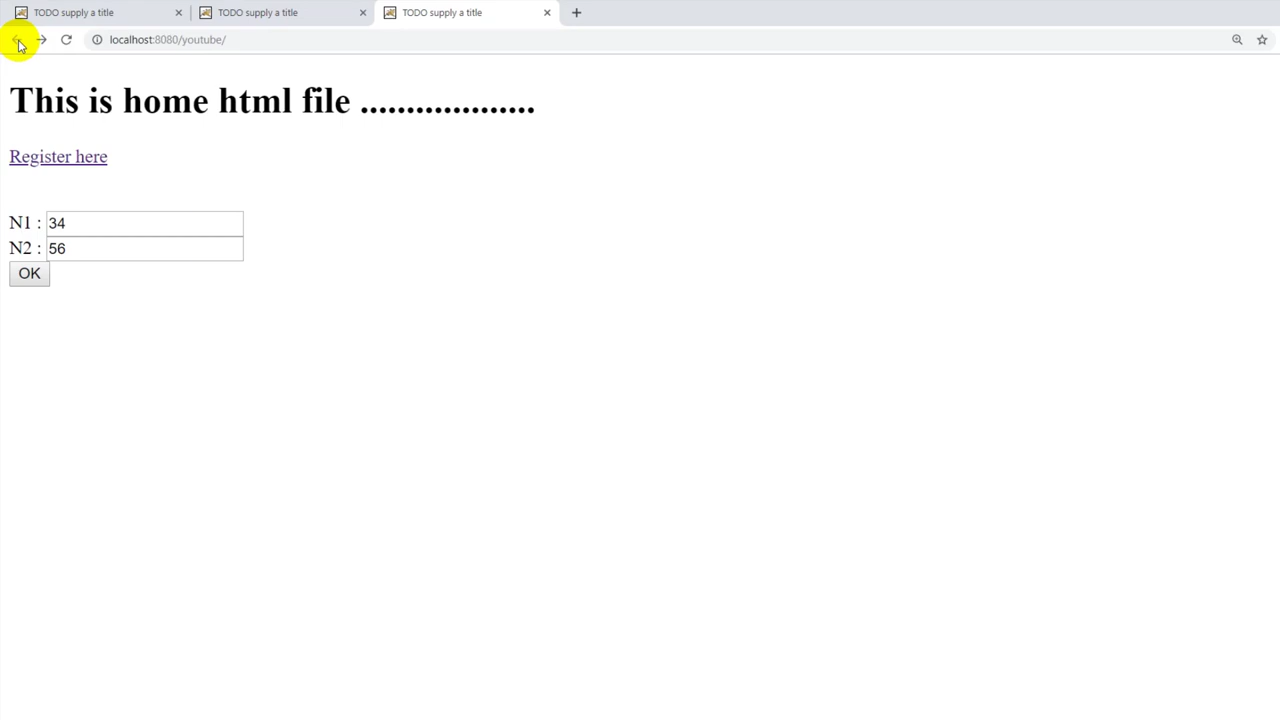 TODO supply a title
TODO supply a title
TODO supply a title
localhost:8080/youtube/
This is home html file ...................
Register here
N1 : 34
N2 : 56
OK